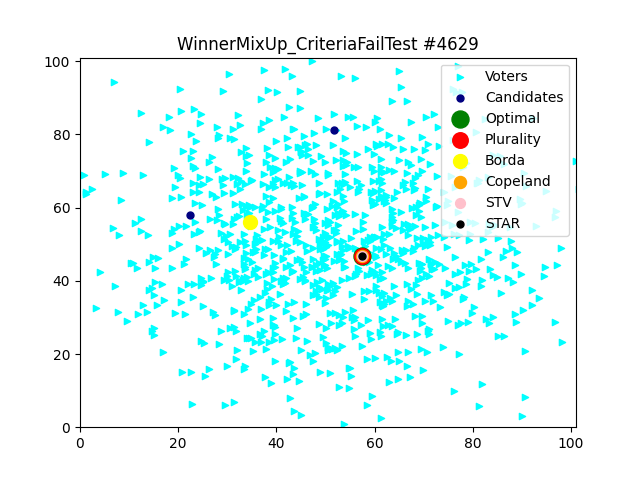 WinnerMixUp_CriteriaFailTest #4629
100
80
60
40
20
0
0 20 40 60 80 100
Voters
Candidates
Optimal
Plurality
Borda
Copeland
STV
STAR